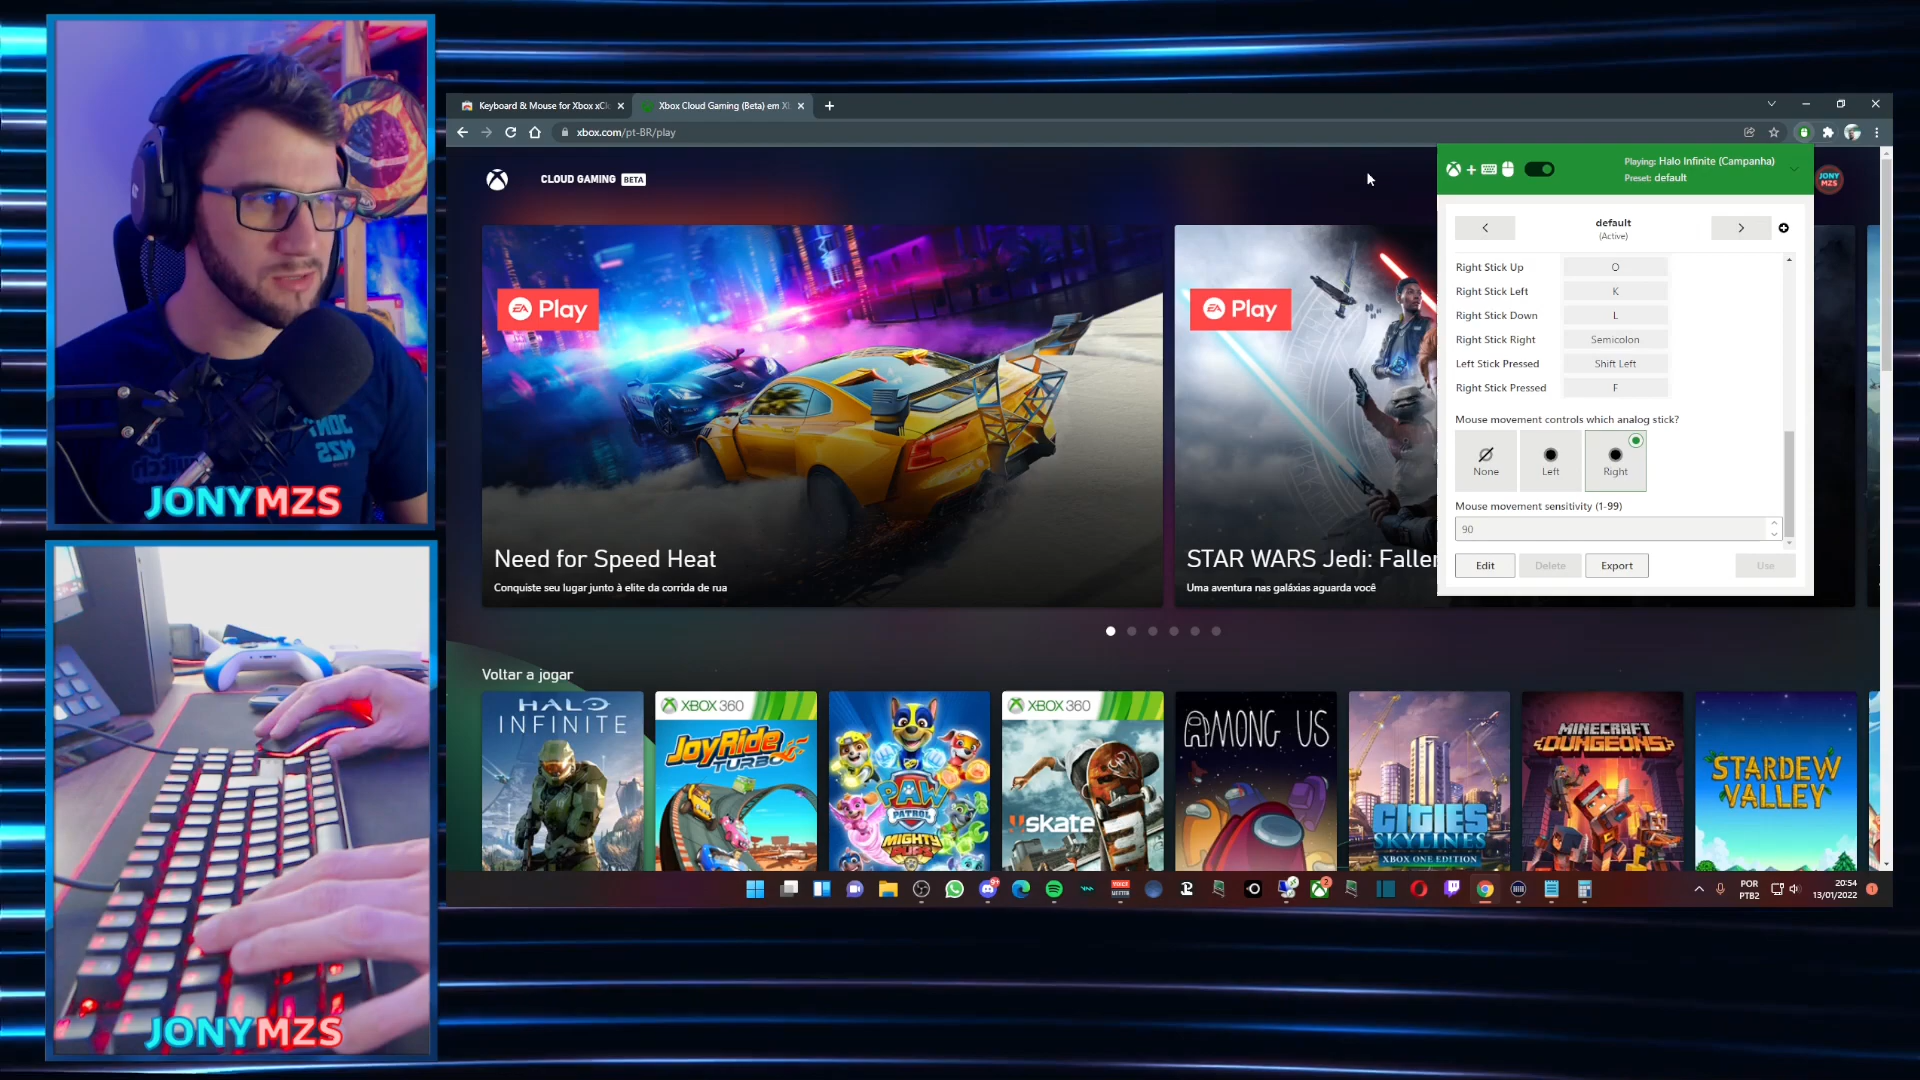 JONYMZS
JONYMZS
Keyboard & Mouse for Xbox xCl
Xbox Cloud Gaming (Beta) em X
xbox.com/pt-BR/play
CLOUD GAMING BETA
EA Play
Need for Speed Heat
Conquiste seu lugar junto à elite da corrida de rua
EA Play
STAR WARS Jedi: Faller
Uma aventura nas galáxias aguarda você
Playing: Halo Infinite (Campanha)
Preset: default
JONY
MZS
default
(Active)
Right Stick Up O
Right Stick Left K
Right Stick Down L
Right Stick Right Semicolon
Left Stick Pressed Shift Left
Right Stick Pressed F
Mouse movement controls which analog stick?
None Left Right
Mouse movement sensitivity (1-99)
90
Edit Delete Export Use
Voltar a jogar
HALO
INFINITE
XBOX 360
JoyRide
TURBO
PAW
PATROL
MIGHTY
XBOX 360
skate 3
AMONG US
CITIES
SKYLINES
XBOX ONE EDITION
MINECRAFT
DUNGEONS
STARDEW
VALLEY
POR
PTB2
20:54
13/01/2022